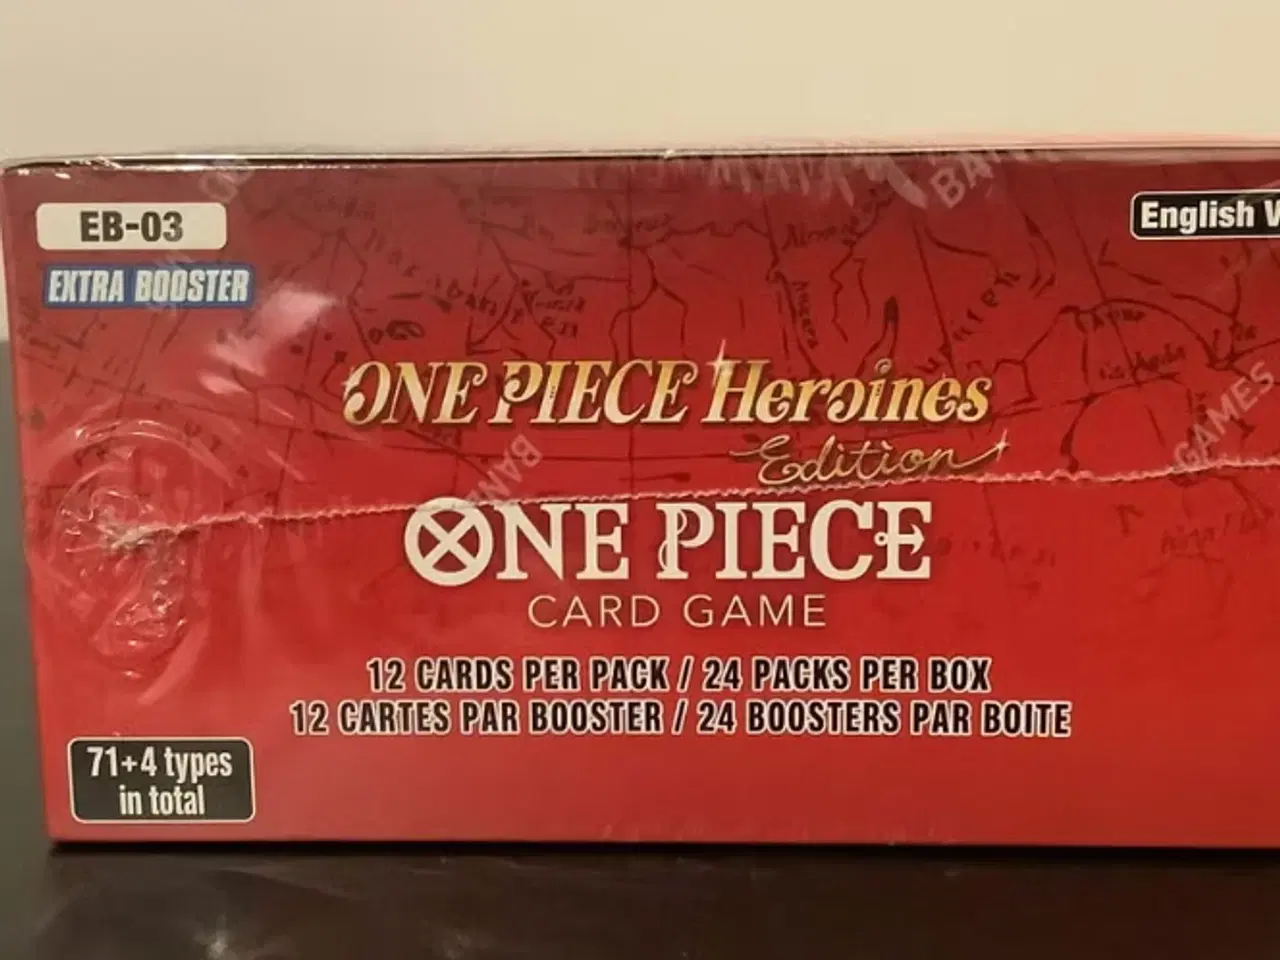 EB-03
English V
EXTRA BOOSTER
ONE PIECE Heroines
Edition
ONE PIECE
CARD GAME
12 CARDS PER PACK / 24 PACKS PER BOX
12 CARTES PAR BOOSTER / 24 BOOSTERS PAR BOITE
71+4 types
in total
GAMES